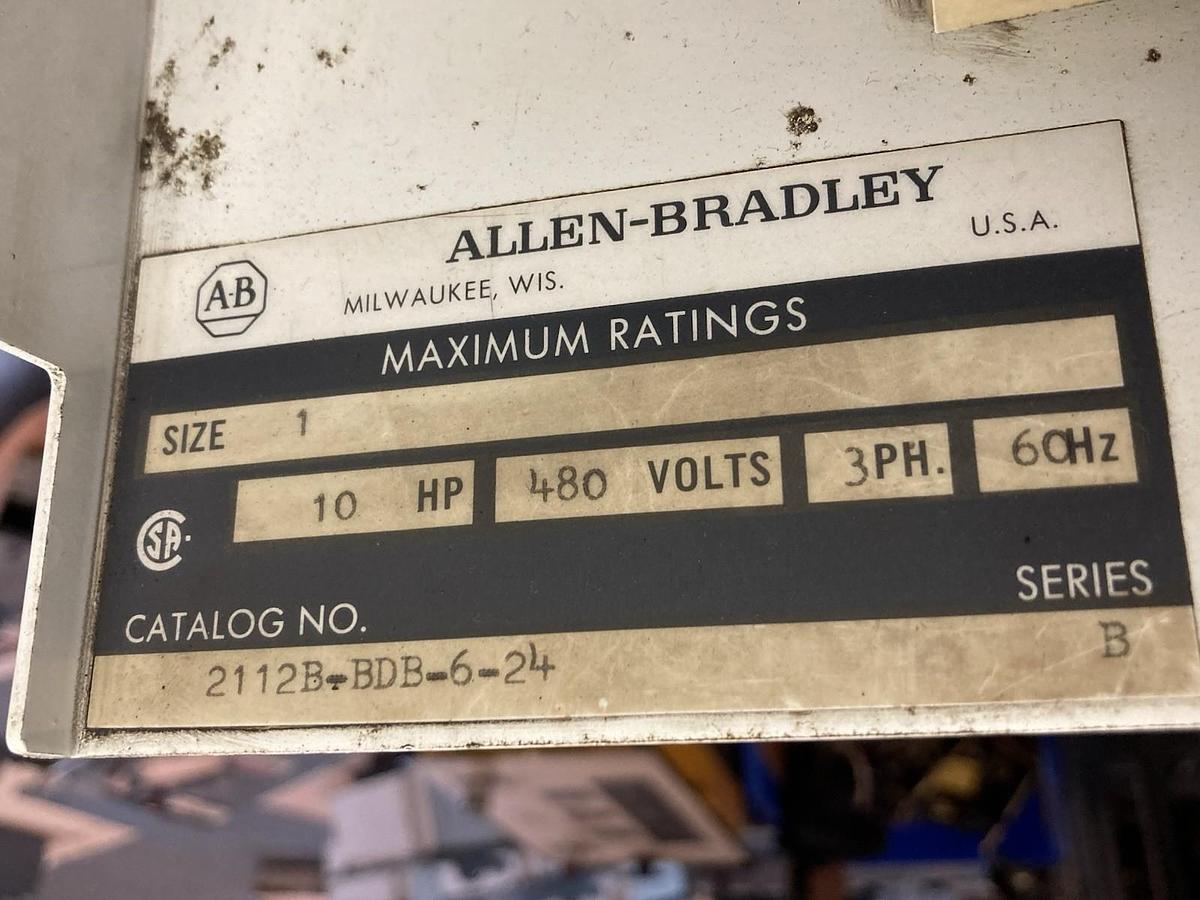 ALLEN-BRADLEY
A-B MILWAUKEE, WIS. U.S.A.
MAXIMUM RATINGS
SIZE 1
10 HP 480 VOLTS 3PH. 60Hz
SA
CATALOG NO. SERIES
2112B-BDB-6-24 B